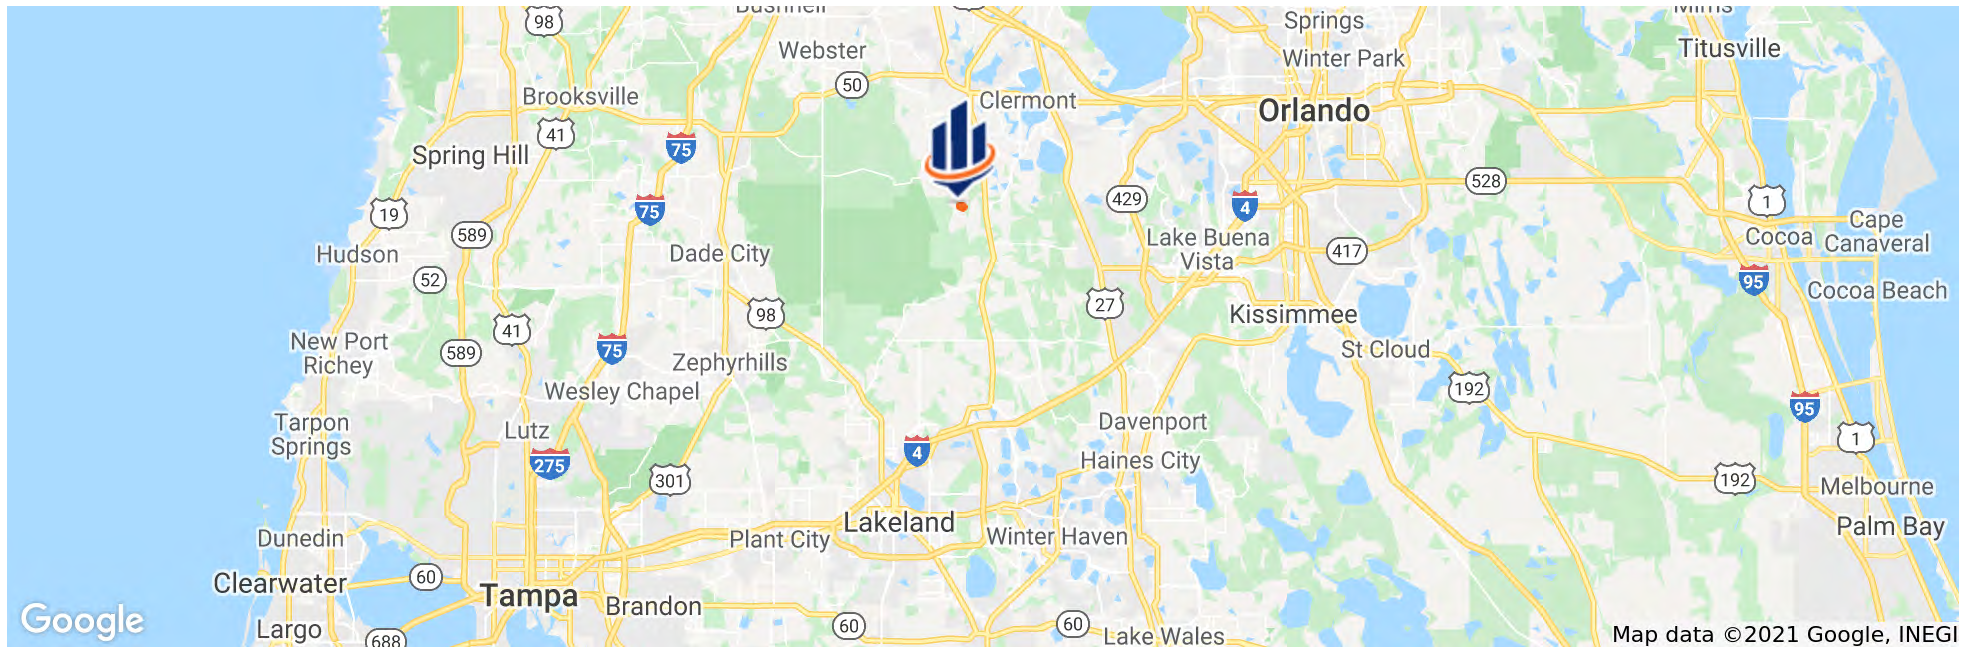 Bushnell
98
Springs
Mims
Webster
Winter Park
Titusville
50
Brooksville
Clermont
Orlando
41
75
Spring Hill
528
429
1
4
19
75
589
Cape
Canaveral
Hudson
Dade City
Lake Buena
Vista
417
Cocoa
52
95
Cocoa Beach
98
27
Kissimmee
41
New Port
Richey
589
75
St Cloud
Zephyrhills
Wesley Chapel
192
95
Tarpon
Springs
Lutz
Davenport
1
4
275
Haines City
301
192
Melbourne
Lakeland
Palm Bay
Dunedin
Plant City
Winter Haven
Clearwater
60
Tampa
Brandon
Google
Largo
688
60
60
Lake Wales
Map data ©2021 Google, INEGI